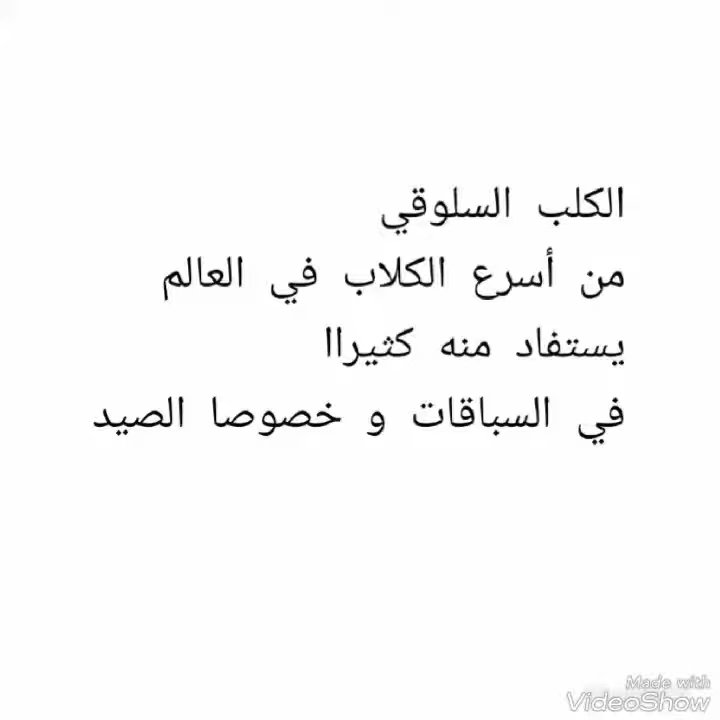 الكلب السلوقي
من أسرع الكلاب في العالم
يستفاد منه كثيراا
في السباقات و خصوصا الصيد
Made with
VideoShow